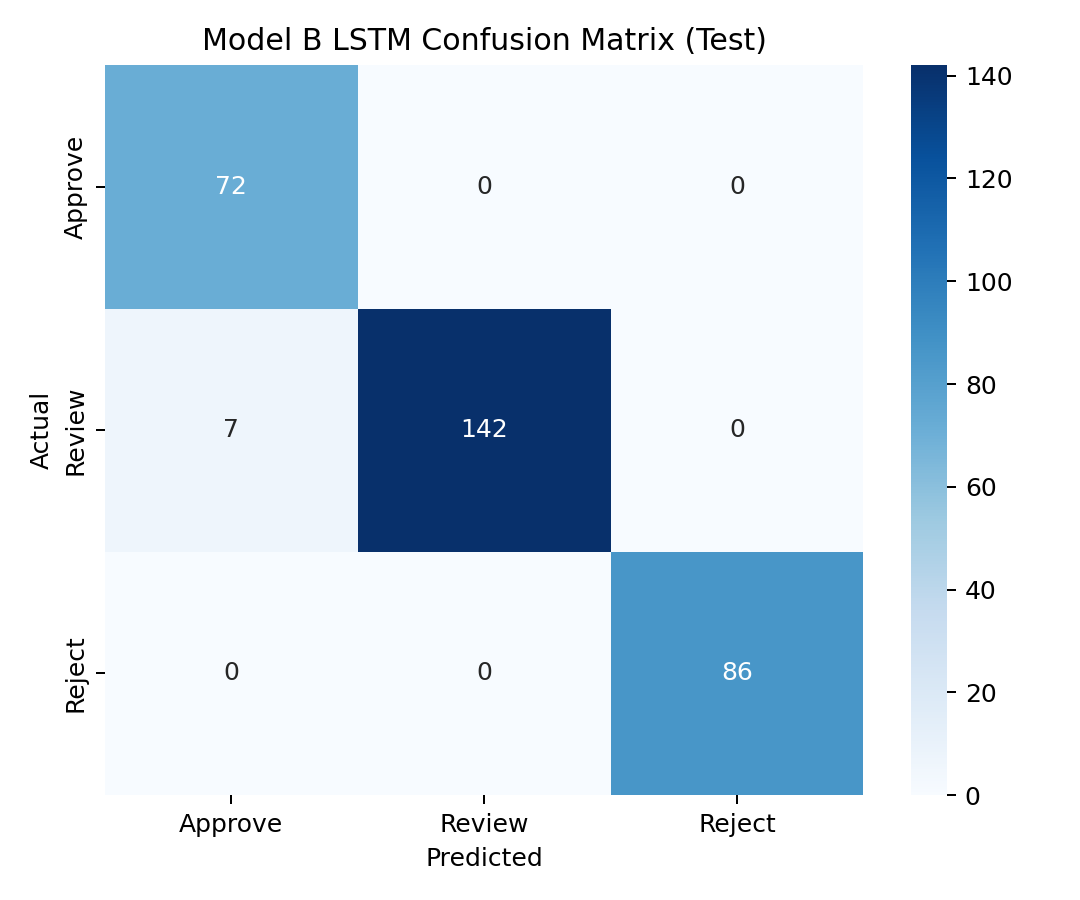 Model B LSTM Confusion Matrix (Test)
Actual
Approve
Review
Reject
72 0 0
7 142 0
0 0 86
Approve Review Reject
Predicted
140
120
100
80
60
40
20
0